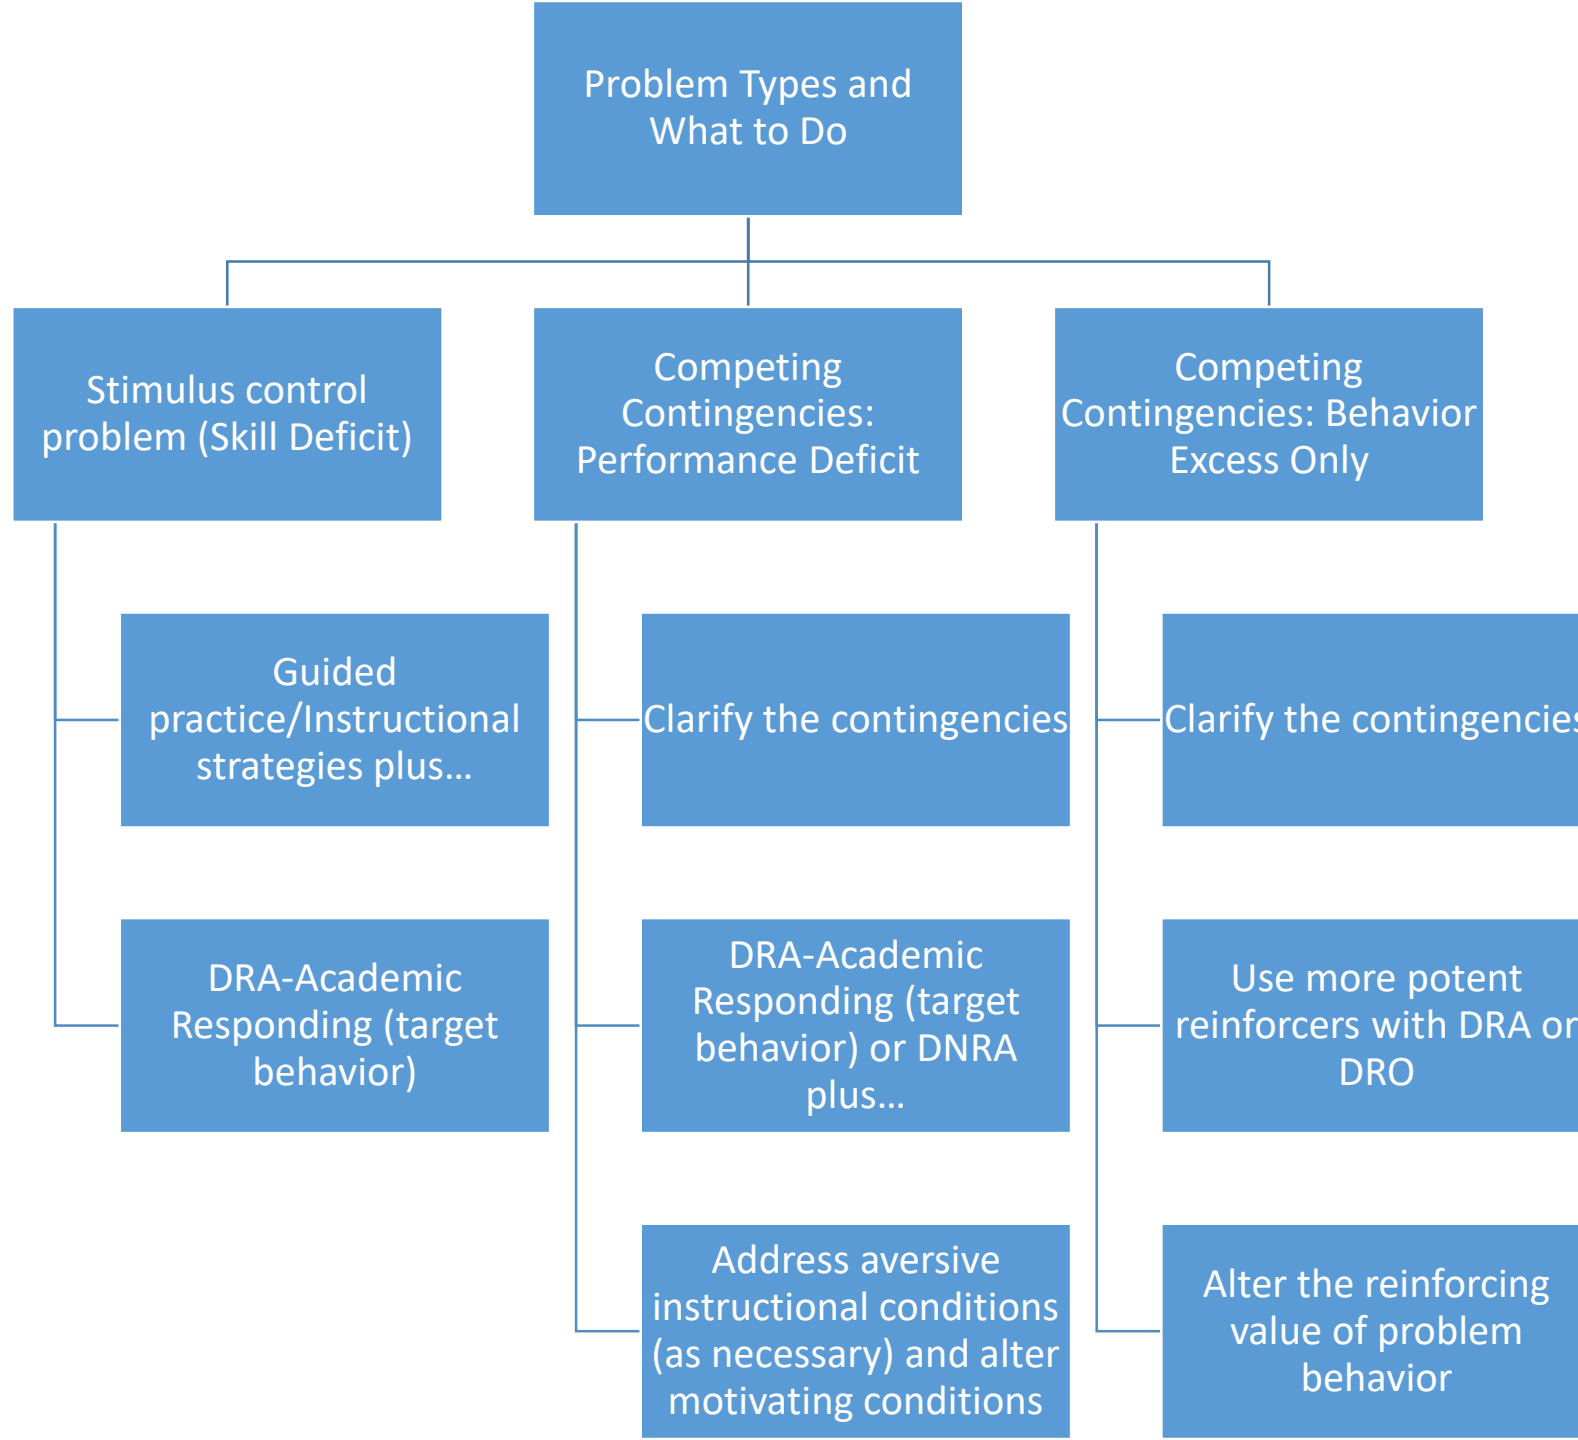 Problem Types and
What to Do
Stimulus control
problem (Skill Deficit)
Guided
practice/Instructional
strategies plus…
DRA-Academic
Responding (target
behavior)
Competing
Contingencies:
Performance Deficit
Clarify the contingencies
DRA-Academic
Responding (target
behavior) or DNRA
plus…
Address aversive
instructional conditions
(as necessary) and alter
motivating conditions
Competing
Contingencies: Behavior
Excess Only
Clarify the contingencies
Use more potent
reinforcers with DRA or
DRO
Alter the reinforcing
value of problem
behavior